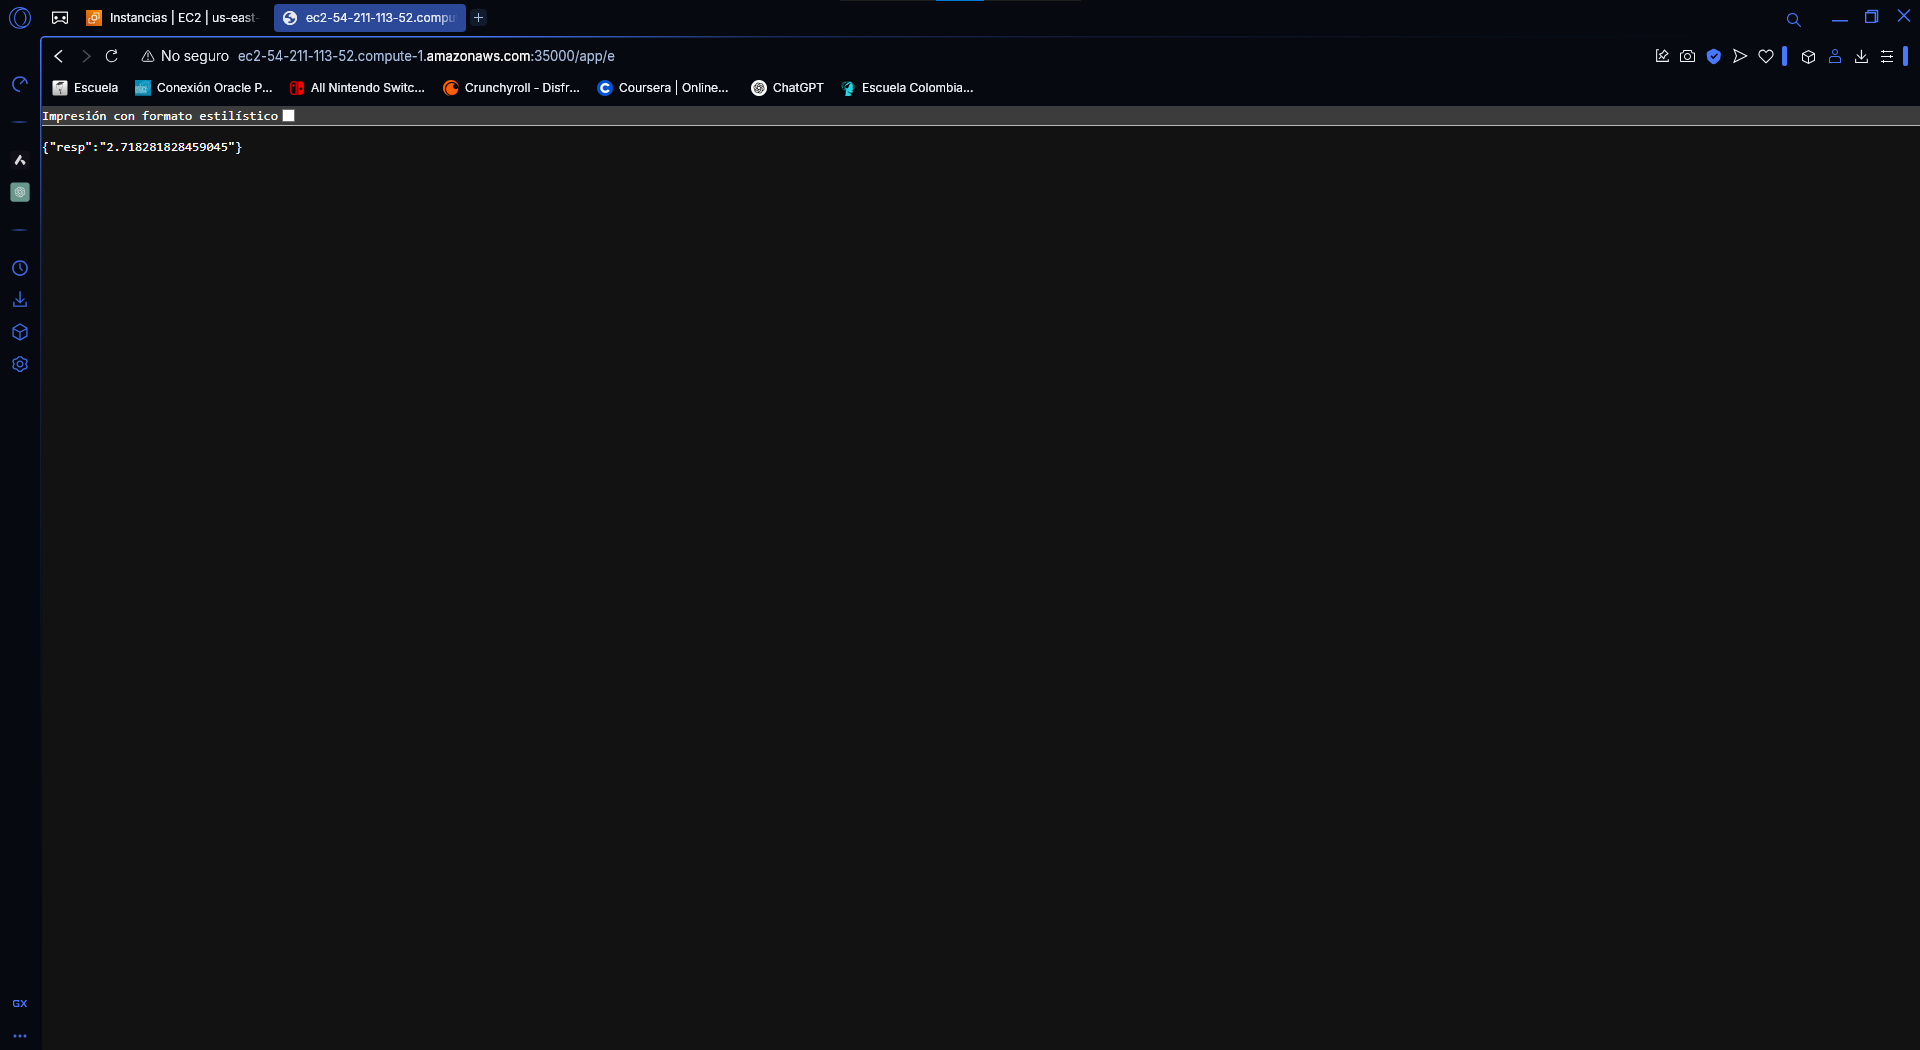 Instancias | EC2 | us-east-
ec2-54-211-113-52.compu
No seguro ec2-54-211-113-52.compute-1.amazonaws.com:35000/app/e
Escuela Conexión Oracle P... All Nintendo Switc... Crunchyroll - Disfr... Coursera | Online... ChatGPT Escuela Colombia...
Impresión con formato estilístico
{"resp":"2.718281828459045"}
GX